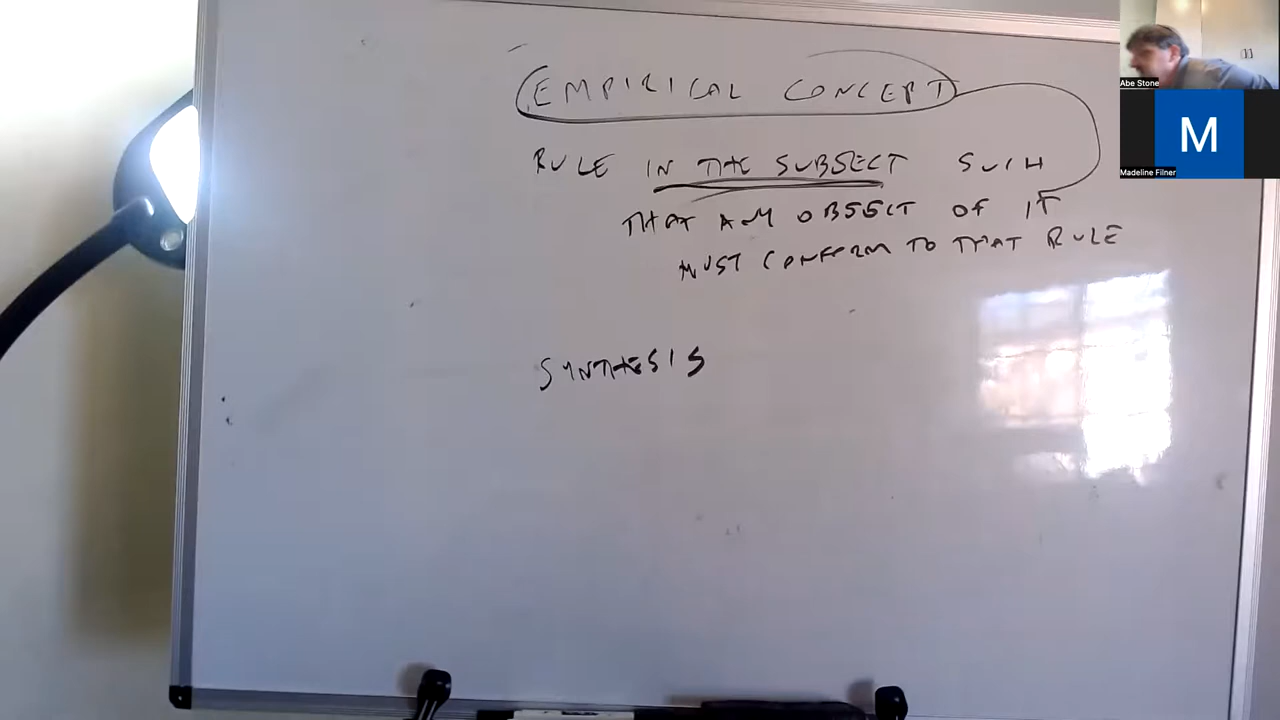 EMPIRICAL CONCEPT
RULE IN THE SUBJECT SUCH
THAT ANY OBJECT OF IT
MUST CONFORM TO THAT RULE
SYNTHESIS
Abe Stone
M
Madeline Filner